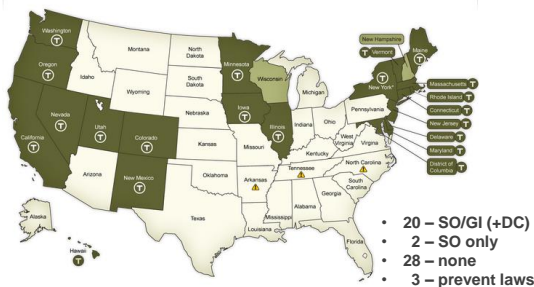 Washington
T
Oregon
T
California
T
Nevada
T
Idaho
Utah
T
Arizona
Montana
Wyoming
Colorado
T
New Mexico
T
North
Dakota
South
Dakota
Nebraska
Kansas
Oklahoma
Texas
Minnesota
T
Iowa
T
Missouri
Arkansas
Louisiana
Wisconsin
Illinois
T
Michigan
Indiana
Ohio
Kentucky
Tennessee
Mississippi
Alabama
Georgia
Florida
South
Carolina
North Carolina
Virginia
West
Virginia
Pennsylvania
New York*
T
New Hampshire
T Vermont
Maine
T
Massachusetts T
Rhode Island T
Connecticut T
New Jersey T
Delaware T
Maryland T
District of
Columbia T
Alaska
Hawaii
T
• 20 – SO/GI (+DC)
• 2 – SO only
• 28 – none
• 3 – prevent laws